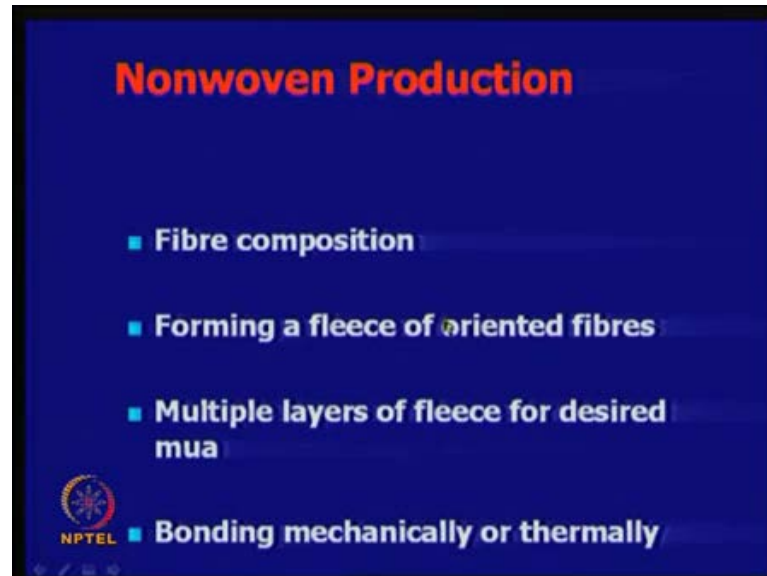 Nonwoven Production
Fibre composition
Forming a fleece of oriented fibres
Multiple layers of fleece for desired
mua
Bonding mechanically or thermally
NPTEL